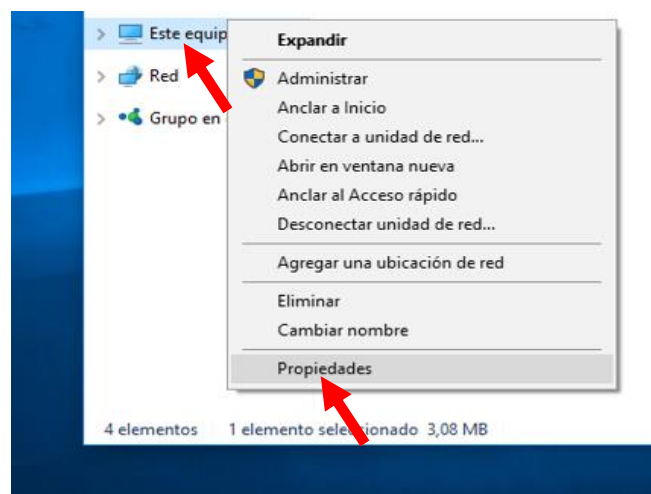 Este equip
Red
Grupo en
Expandir
Administrar
Anclar a Inicio
Conectar a unidad de red...
Abrir en ventana nueva
Anclar al Acceso rápido
Desconectar unidad de red...
Agregar una ubicación de red
Eliminar
Cambiar nombre
Propiedades
4 elementos 1 elemento seleccionado 3,08 MB